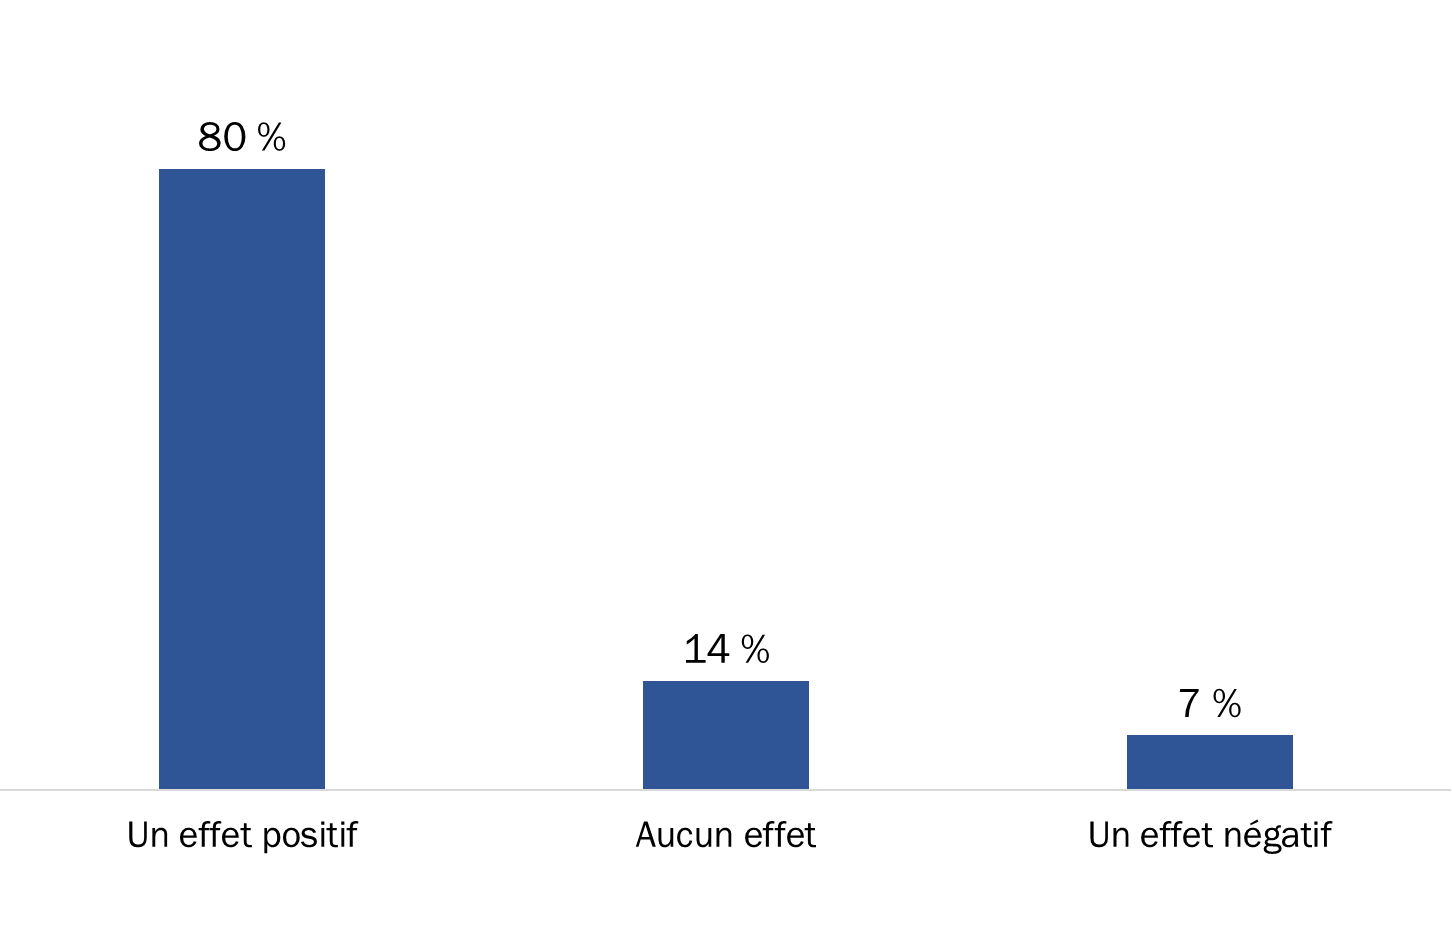 80 %
14 %
7 %
Un effet positif
Aucun effet
Un effet négatif